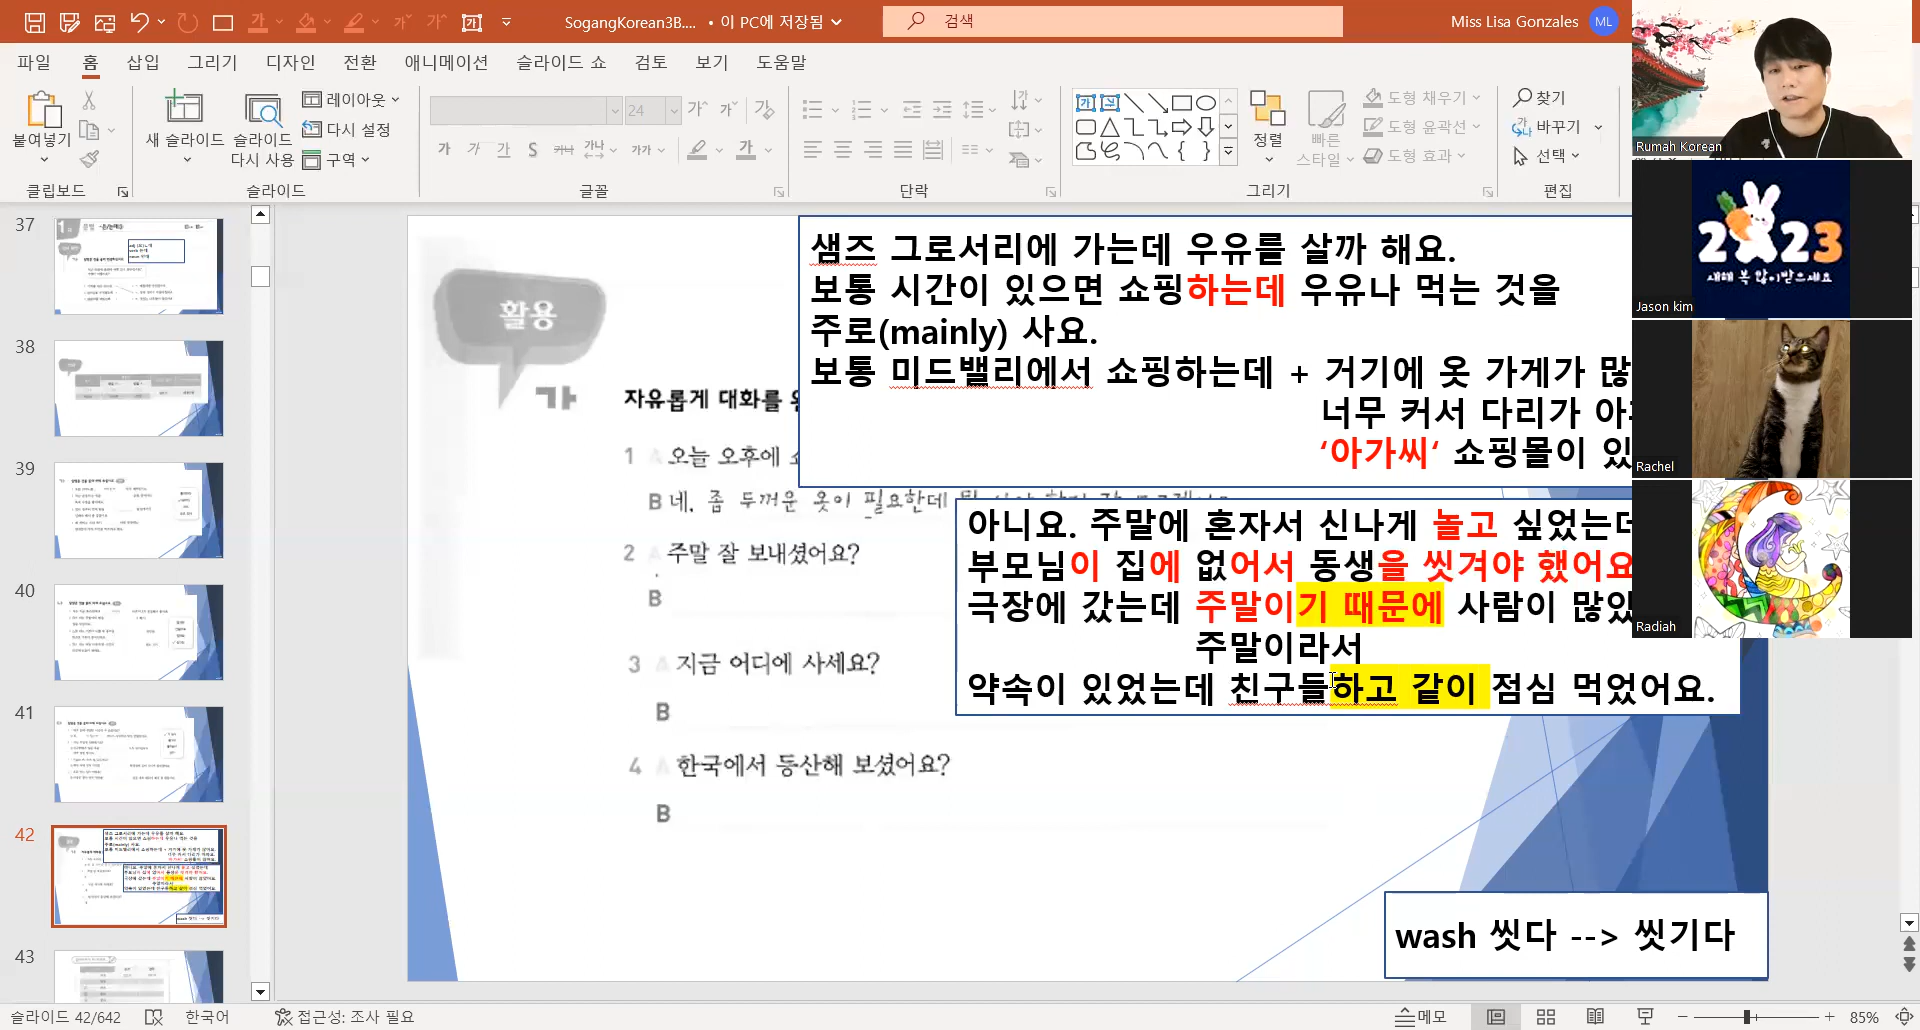 SogangKorean3B.... • 이 PC에 저장됨
검색
Miss Lisa Gonzales
ML
파일 홈 삽입 그리기 디자인 전환 애니메이션 슬라이드 쇼 검토 보기 도움말
붙여넣기
새 슬라이드
슬라이드 다시 사용
레이아웃
다시 설정
구역
24
정렬
빠른 스타일
도형 채우기
도형 윤곽선
도형 효과
찾기
바꾸기
선택
클립보드
슬라이드
글꼴
단락
그리기
편집
Rumah Korean
2023
새해 복 많이받으세요
Jason kim
Rachel
Radiah
37
38
39
40
41
42
43
활용
가
자유롭게 대화를
1 A 오늘 오후에
B 네, 좀 두꺼운 옷이 필요한데
2 A 주말 잘 보내셨어요?
B
3 A 지금 어디에 사세요?
B
4 A 한국에서 등산해 보셨어요?
B
샘즈 그로서리에 가는데 우유를 살까 해요.
보통 시간이 있으면 쇼핑하는데 우유나 먹는 것을
주로(mainly) 사요.
보통 미드밸리에서 쇼핑하는데 + 거기에 옷 가게가 많
너무 커서 다리가
‘아가씨‘ 쇼핑몰이 있
아니요. 주말에 혼자서 신나게 놀고 싶었는데
부모님이 집에 없어서 동생을 씻겨야 했어요
극장에 갔는데 주말이기 때문에 사람이 많았
주말이라서
약속이 있었는데 친구들하고 같이 점심 먹었어요.
wash 씻다 --> 씻기다
슬라이드 42/642
한국어
접근성: 조사 필요
메모
85%